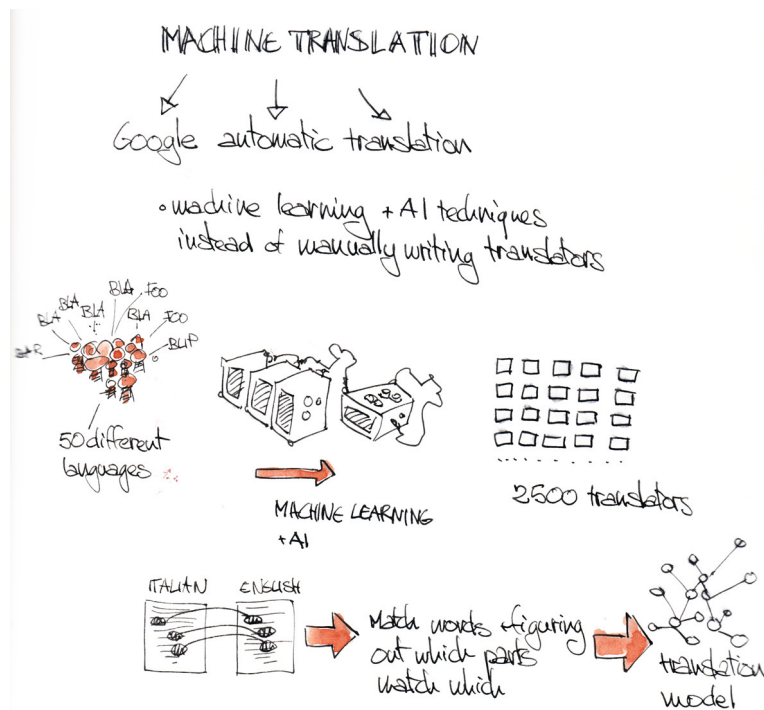 MACHINE TRANSLATION
Google automatic translation
machine learning + AI techniques
instead of manually writing translators
BLA FOO
BLA BLA BLA BLA FOO
BAR BLIP
50 different
languages
2500 translators
MACHINE LEARNING
+ AI
ITALIAN ENGLISH
Match words + figuring
out which parts
match which
translation
model